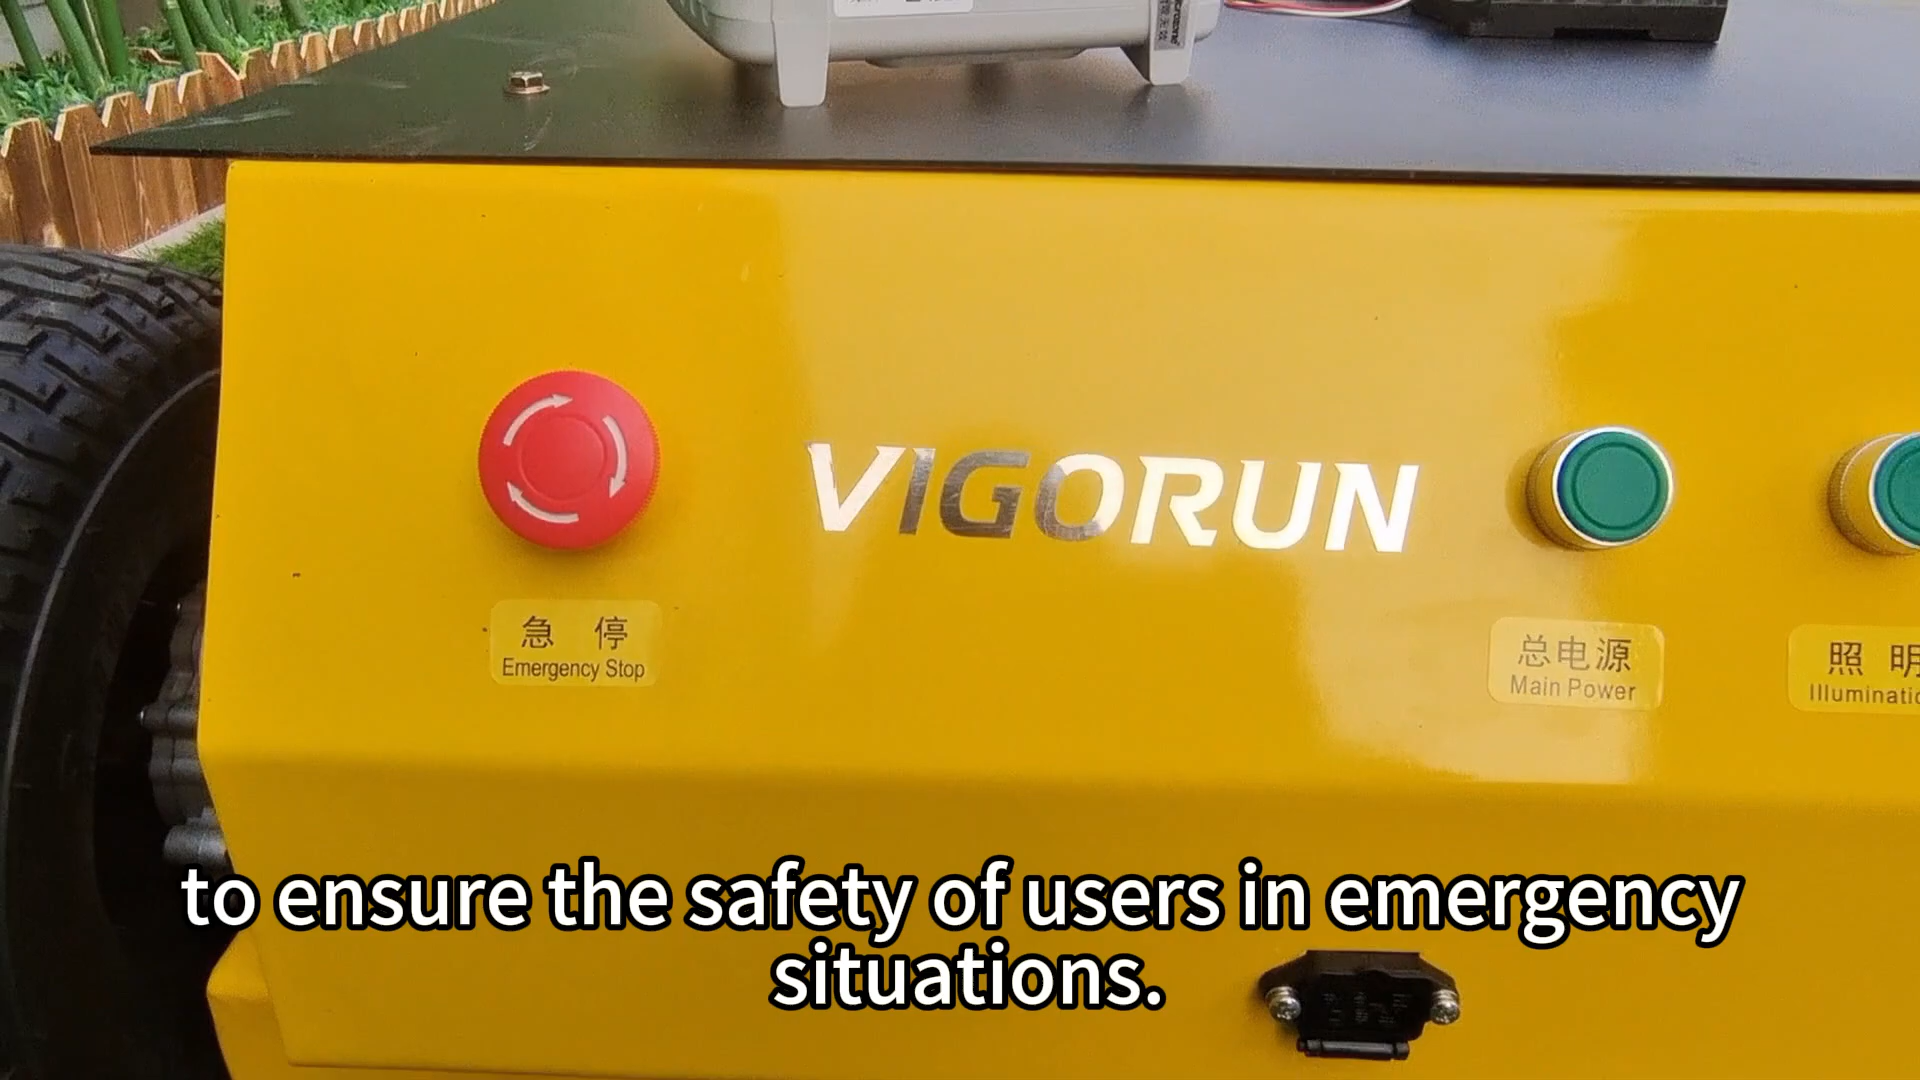 VIGORUN
急 停
Emergency Stop
总电源
Main Power
照 明
to ensure the safety of users in emergency
situations.